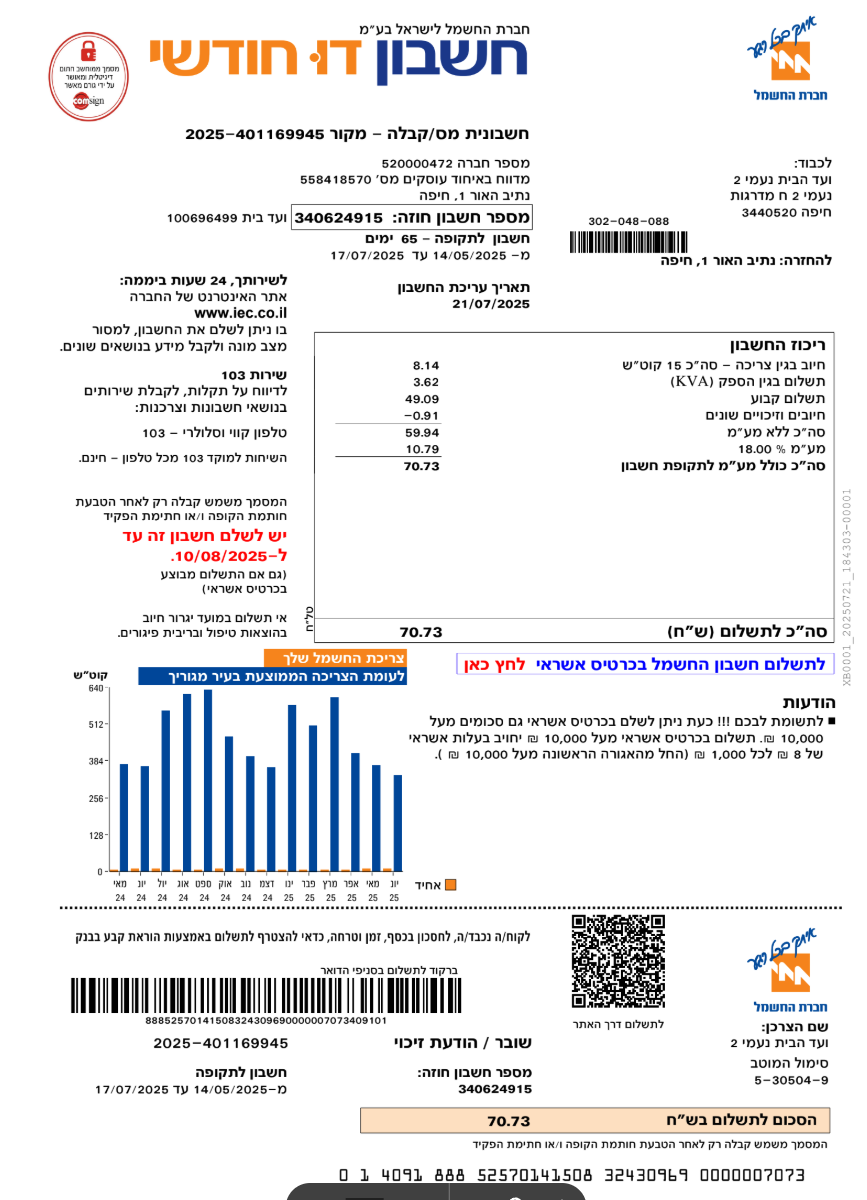 חברת החשמל לישראל בע״מ
חשבון דו-חודשי
מסמך ממוחשב חתום
דיגיטלית ומאושר
על ידי גורם מאשר
comsign
חברת החשמל
חשבונית מס/קבלה – מקור 2025-401169945
מספר חברה 520000472
מדווח באיחוד עוסקים מס׳ 558418570
נתיב האור 1, חיפה
מספר חשבון חוזה: 340624915 ועד בית 100696499
חשבון לתקופה – 65 ימים
מ- 14/05/2025 עד 17/07/2025
לכבוד:
ועד הבית נעמי 2
נעמי 2 ח מדרגות
חיפה 3440520
302-048-088
להחזרה: נתיב האור 1, חיפה
תאריך עריכת החשבון
21/07/2025
לשירותך, 24 שעות ביממה:
אתר האינטרנט של החברה
www.iec.co.il
בו ניתן לשלם את החשבון, למסור
מצב מונה ולקבל מידע בנושאים שונים.
שירות 103
לדיווח על תקלות, לקבלת שירותים
בנושאי חשבונות וצרכנות:
טלפון קווי וסלולרי – 103
השיחות למוקד 103 מכל טלפון – חינם.
המסמך משמש קבלה רק לאחר הטבעת
חותמת הקופה ו/או חתימת הפקיד
יש לשלם חשבון זה עד
ל-10/08/2025.
(גם אם התשלום מבוצע
בכרטיס אשראי)
אי תשלום במועד יגרור חיוב
בהוצאות טיפול ובריבית פיגורים.
ריכוז החשבון
חיוב בגין צריכה – סה״כ 15 קוט״ש 8.14
תשלום בגין הספק (KVA) 3.62
תשלום קבוע 49.09
חיובים וזיכויים שונים -0.91
סה״כ ללא מע״מ 59.94
מע״מ % 18.00 10.79
סה״כ כולל מע״מ לתקופת חשבון 70.73
טל״ח
סה״כ לתשלום (ש״ח) 70.73
XB0001_20250721_184303-00001
לתשלום חשבון החשמל בכרטיס אשראי לחץ כאן
הודעות
■ לתשומת לבכם !!! כעת ניתן לשלם בכרטיס אשראי גם סכומים מעל
10,000 ₪. תשלום בכרטיס אשראי מעל 10,000 ₪ יחויב בעלות אשראי
של 8 ₪ לכל 1,000 ₪ (החל מהאגורה הראשונה מעל 10,000 ₪ ).
צריכת החשמל שלך
לעומת הצריכה הממוצעת בעיר מגוריך
קוט״ש
640
512
384
256
128
0
מאי יונ יול אוג ספט אוק נוב דצמ ינו פבר מרץ אפר מאי יונ
24 24 24 24 24 24 24 24 25 25 25 25 25 25
אחיד
לקוח/ה נכבד/ה, לחסכון בכסף, זמן וטרחה, כדאי להצטרף לתשלום באמצעות הוראת קבע בבנק
ברקוד לתשלום בסניפי הדואר
888525701415083243096900000070734​09101
לתשלום דרך האתר
חברת החשמל
שם הצרכן:
ועד הבית נעמי 2
סימול המוטב
5-30504-9
שובר / הודעת זיכוי 2025-401169945
מספר חשבון חוזה:
340624915
חשבון לתקופה
מ-14/05/2025 עד 17/07/2025
הסכום לתשלום בש״ח 70.73
המסמך משמש קבלה רק לאחר הטבעת חותמת הקופה ו/או חתימת הפקיד
0 1 4091 888 52570141508 32430969 0000007073